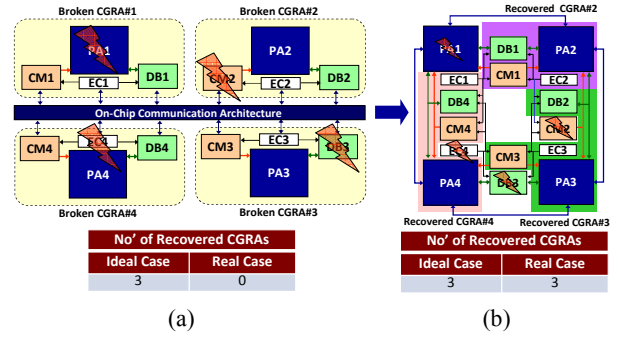 Broken CGRA#1
Broken CGRA#2
PA1
PA2
CM1
EC1
DB1
CM2
EC2
DB2
On-Chip Communication Architecture
CM4
EC4
DB4
CM3
EC3
DB3
PA4
PA3
Broken CGRA#4
Broken CGRA#3
No’ of Recovered CGRAs
Ideal Case Real Case
3 0
(a)
Recovered CGRA#2
PA1
DB1
PA2
CM1
EC1
EC2
DB4
DB2
CM4
CM2
EC4
EC3
CM3
PA4
DB3
PA3
Recovered CGRA#4
Recovered CGRA#3
No’ of Recovered CGRAs
Ideal Case Real Case
3 3
(b)